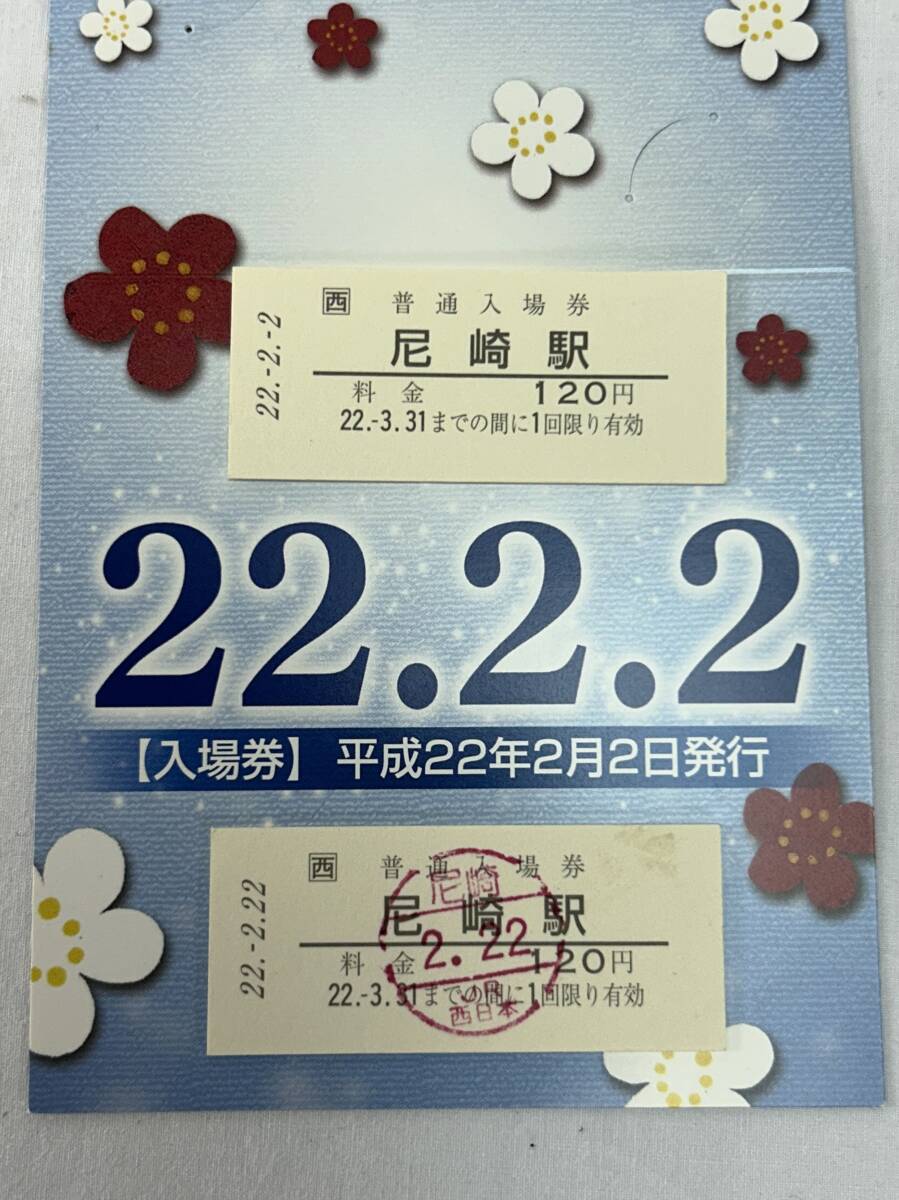 22.-2.-2
西 普通入場券
尼崎駅
料金 120円
22.-3.31までの間に1回限り有効
22.2.2
【入場券】 平成22年2月2日発行
22.-2.22
西 普通入場券
尼崎駅
料金 120円
22.-3.31までの間に1回限り有効
尼崎
2.22
JR
西日本